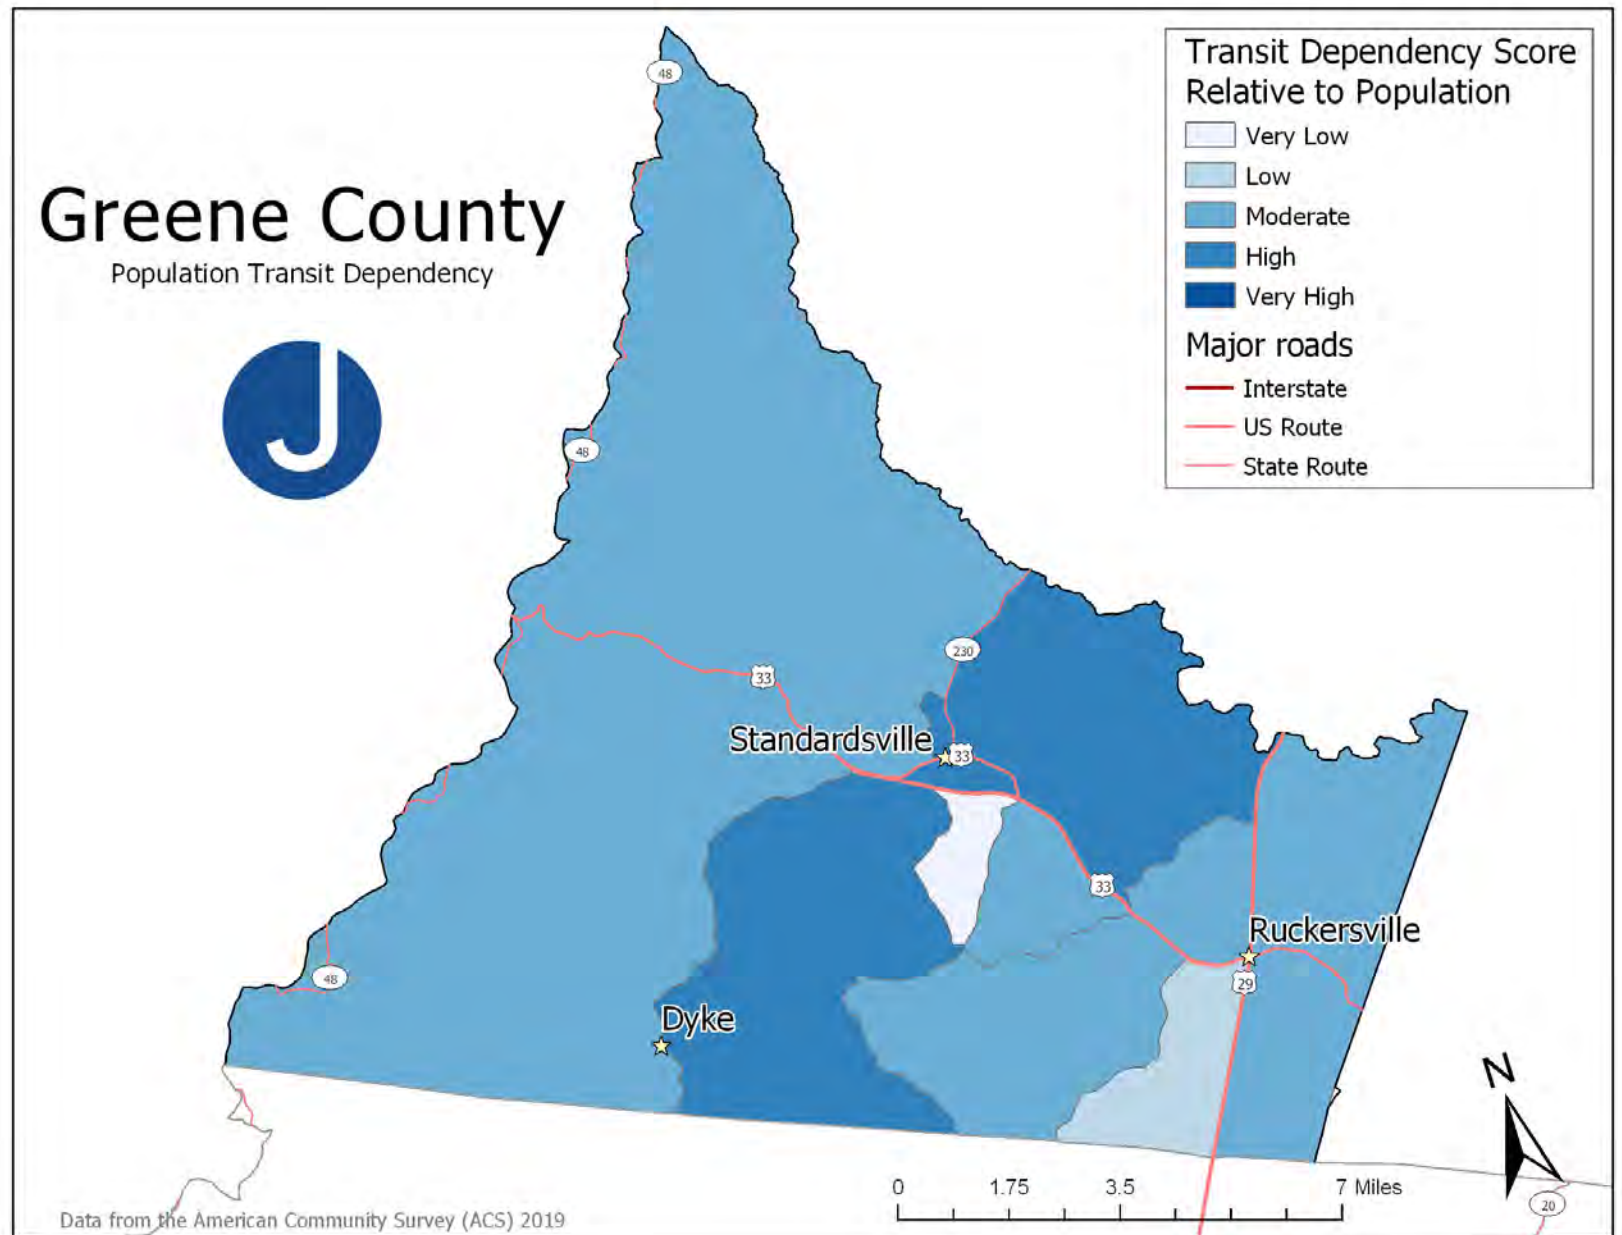 Greene County
Population Transit Dependency
J
Transit Dependency Score
Relative to Population
Very Low
Low
Moderate
High
Very High
Major roads
Interstate
US Route
State Route
48
48
230
33
Standardsville
33
33
Ruckersville
29
48
Dyke
N
0 1.75 3.5 7 Miles
20
Data from the American Community Survey (ACS) 2019